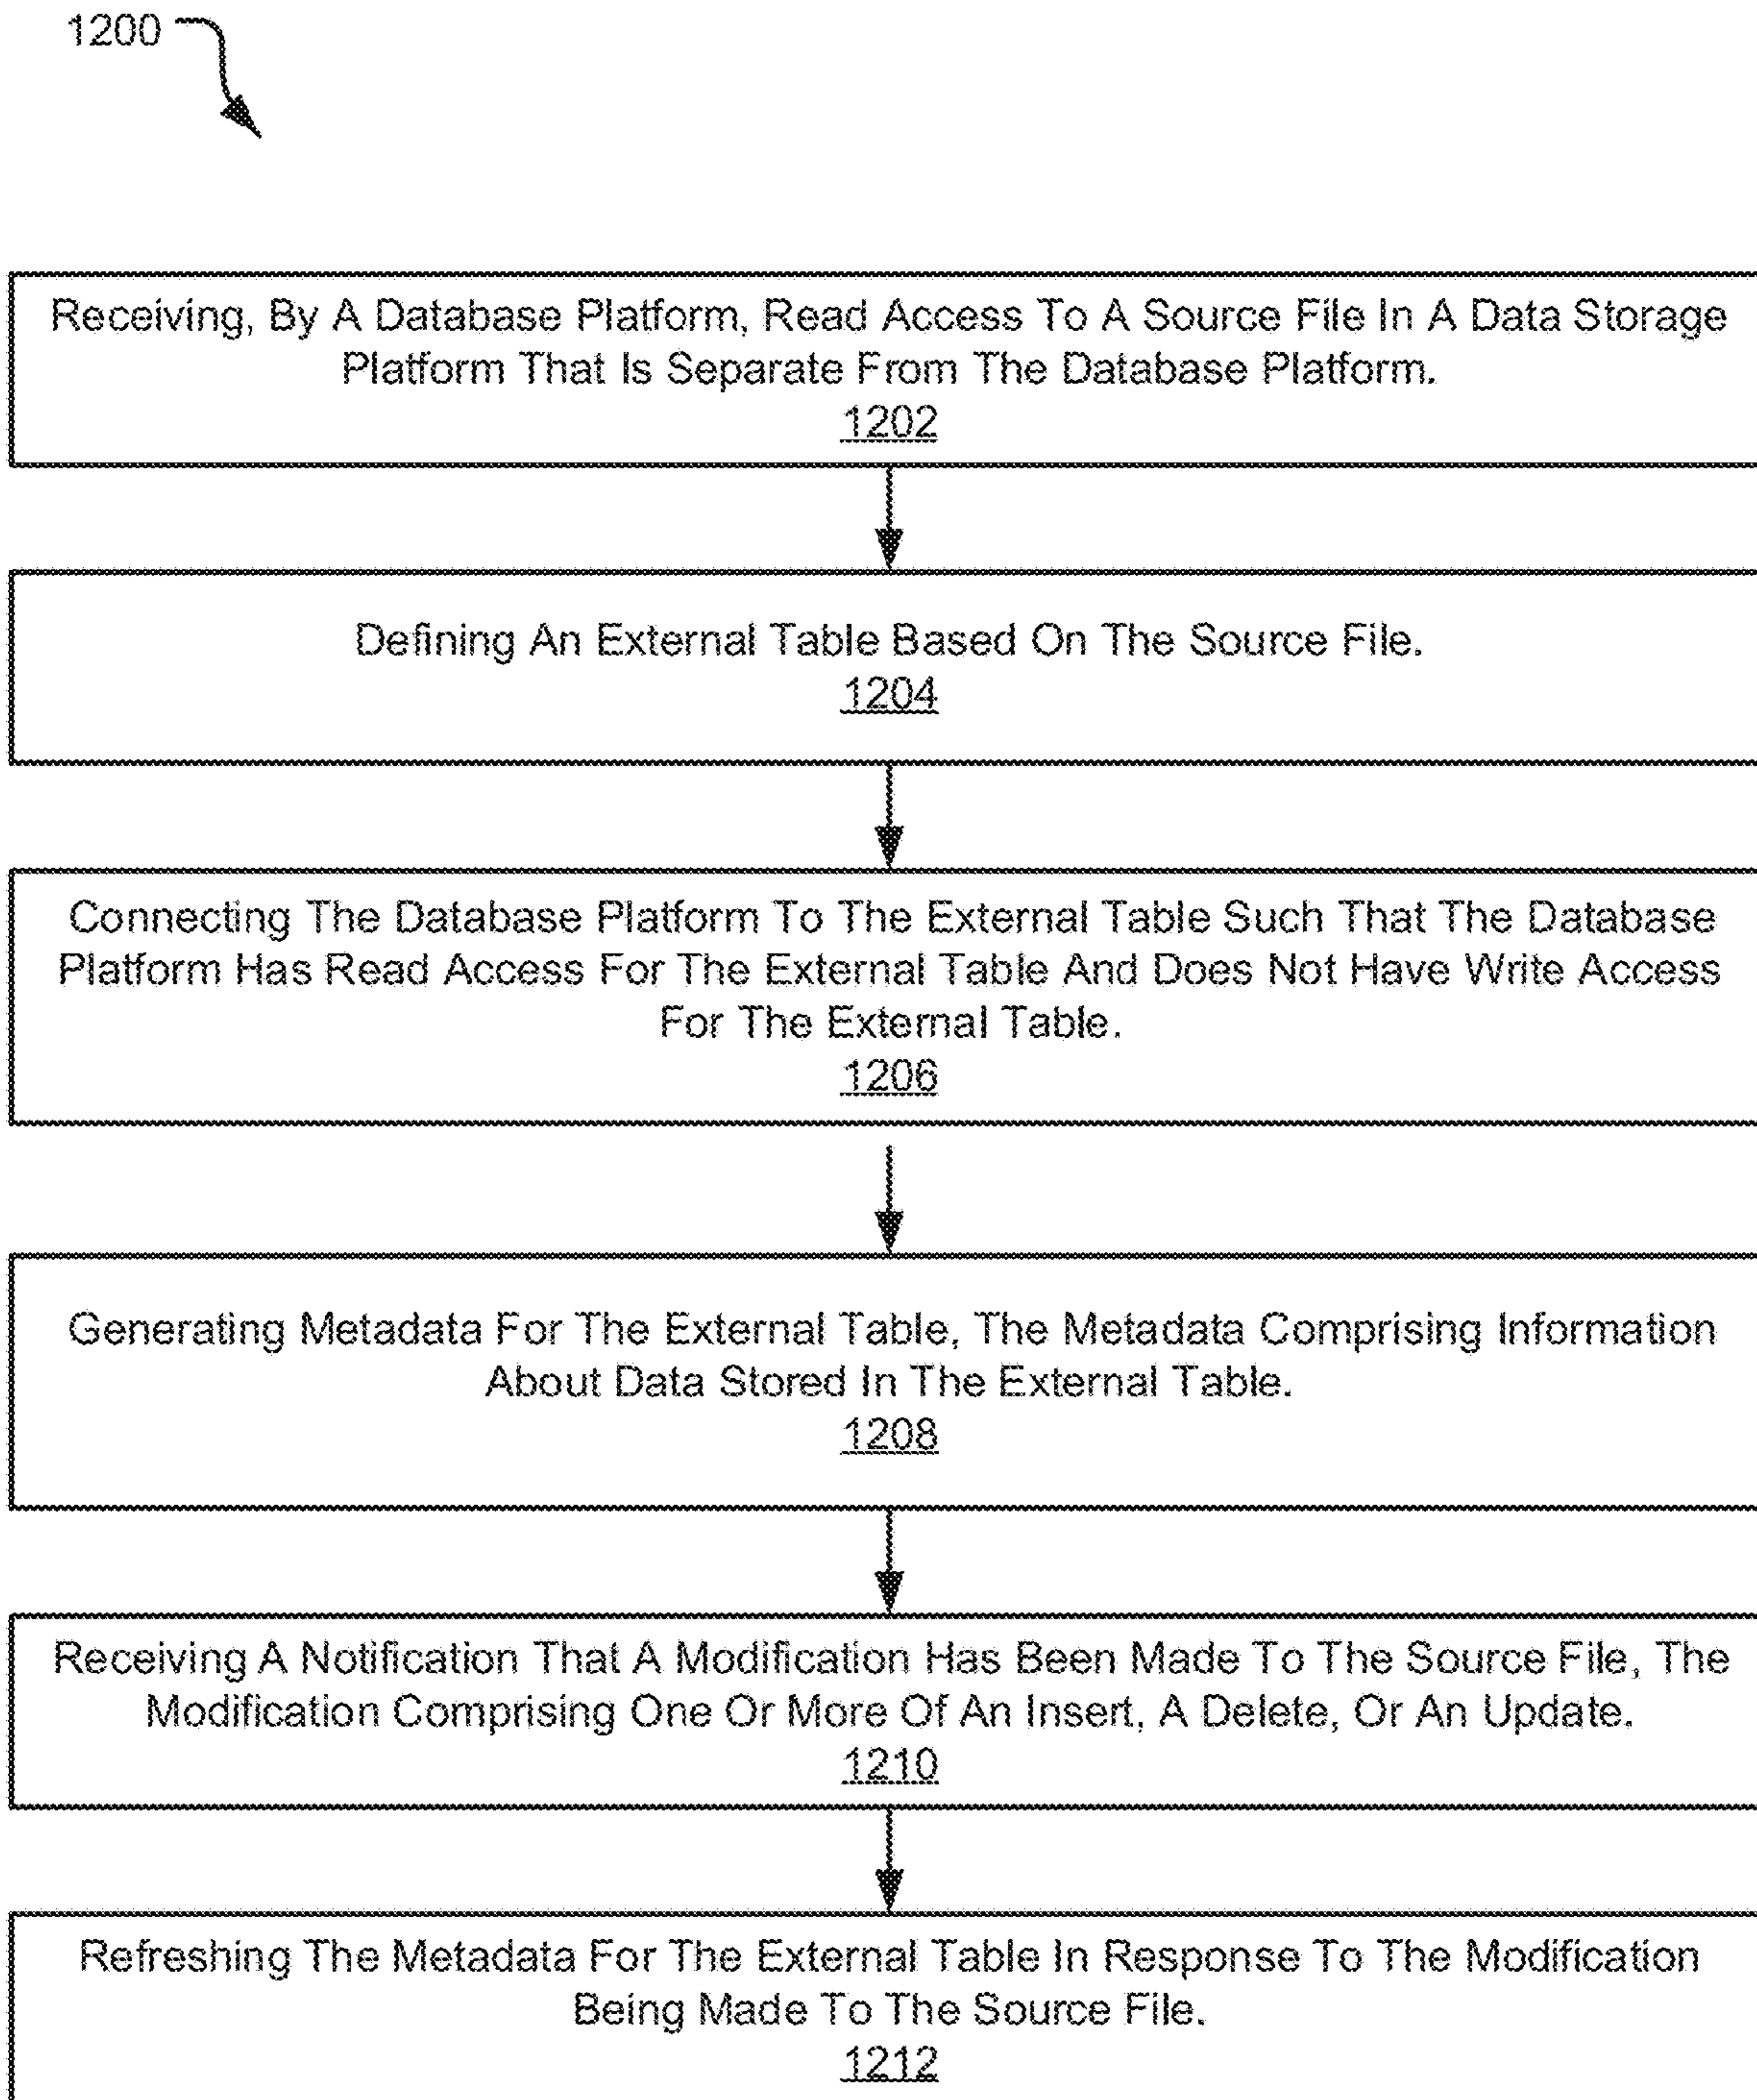 1200
Receiving, By A Database Platform, Read Access To A Source File In A Data Storage
Platform That Is Separate From The Database Platform.
1202
Defining An External Table Based On The Source File.
1204
Connecting The Database Platform To The External Table Such That The Database
Platform Has Read Access For The External Table And Does Not Have Write Access
For The External Table.
1206
Generating Metadata For The External Table, The Metadata Comprising Information
About Data Stored In The External Table.
1208
Receiving A Notification That A Modification Has Been Made To The Source File, The
Modification Comprising One Or More Of An Insert, A Delete, Or An Update.
1210
Refreshing The Metadata For The External Table In Response To The Modification
Being Made To The Source File.
1212